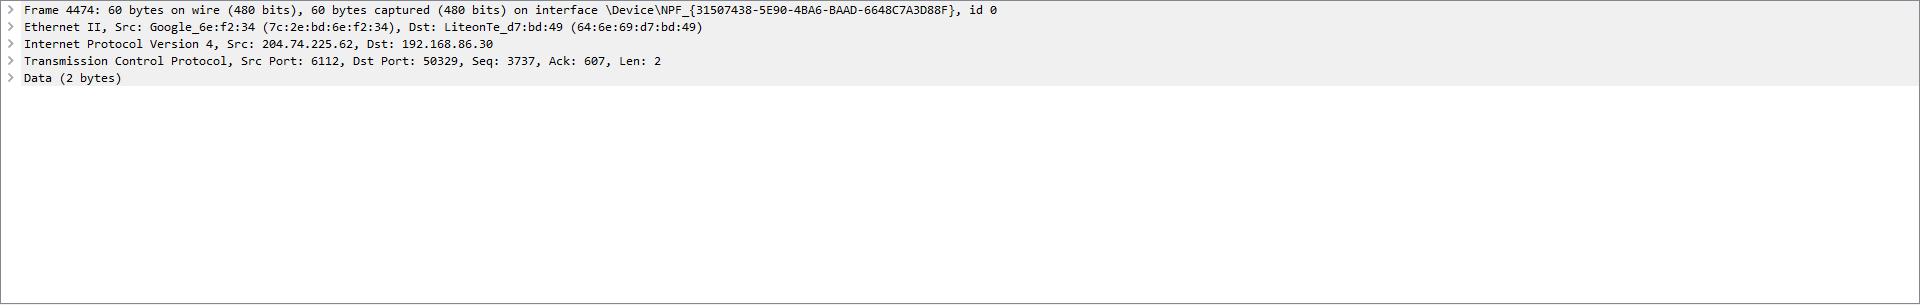 Frame 4474: 60 bytes on wire (480 bits), 60 bytes captured (480 bits) on interface \Device\NPF_{31507438-5E90-4BA6-BAAD-6648C7A3D88F}, id 0
Ethernet II, Src: Google_6e:f2:34 (7c:2e:bd:6e:f2:34), Dst: LiteonTe_d7:bd:49 (64:6e:69:d7:bd:49)
Internet Protocol Version 4, Src: 204.74.225.62, Dst: 192.168.86.30
Transmission Control Protocol, Src Port: 6112, Dst Port: 50329, Seq: 3737, Ack: 607, Len: 2
Data (2 bytes)